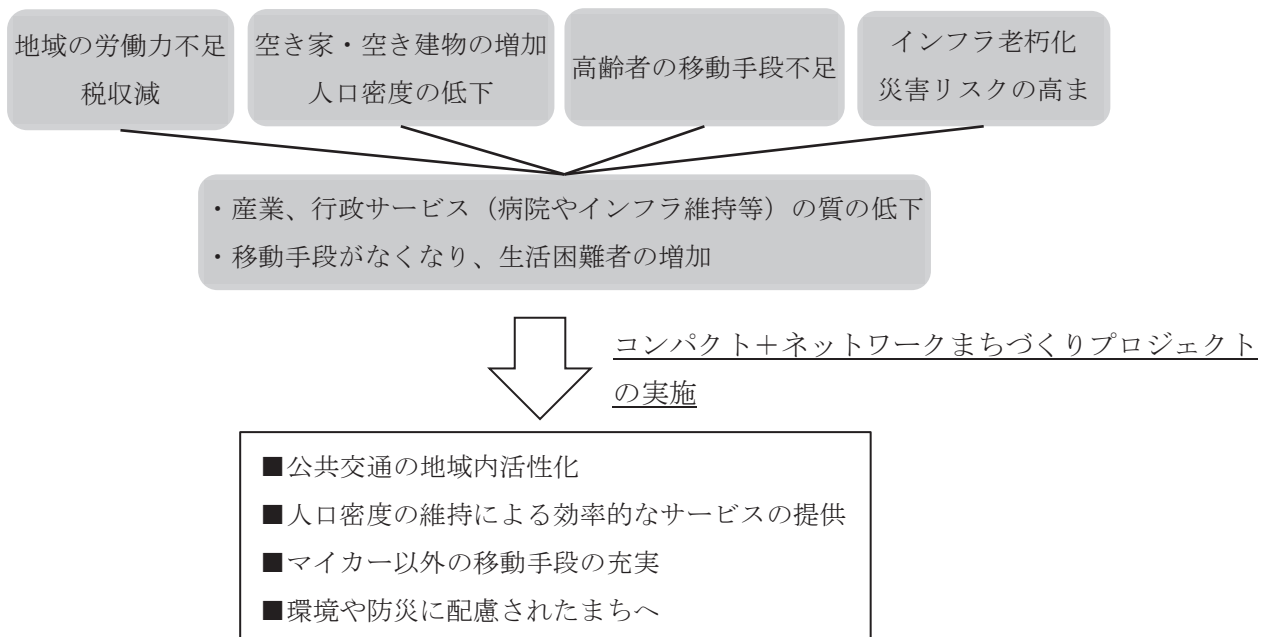 地域の労働力不足
税収減
空き家・空き建物の増加
人口密度の低下
高齢者の移動手段不足
インフラ老朽化
災害リスクの高ま
・産業、行政サービス（病院やインフラ維持等）の質の低下
・移動手段がなくなり、生活困難者の増加
コンパクト＋ネットワークまちづくりプロジェクト
の実施
■公共交通の地域内活性化
■人口密度の維持による効率的なサービスの提供
■マイカー以外の移動手段の充実
■環境や防災に配慮されたまちへ